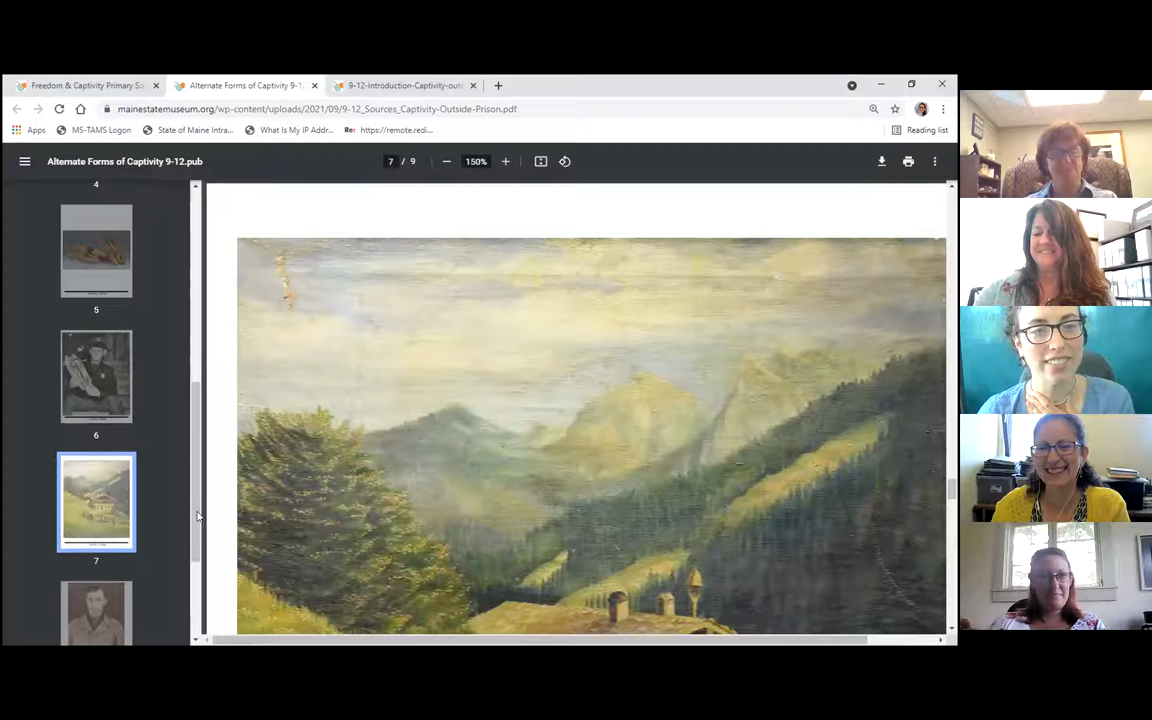 Freedom & Captivity Primary So
Alternate Forms of Captivity 9-1
9-12-Introduction-Captivity-outs
mainstatemuseum.org/wp-content/uploads/2021/09/9-12_Sources_Captivity-Outside-Prison.pdf
Apps
MS-TAMS Logon
State of Maine Intra...
What Is My IP Addr...
Re: https://remote.redi...
Reading list
Alternate Forms of Captivity 9-12.pub
7 / 9
150%
4
5
6
7